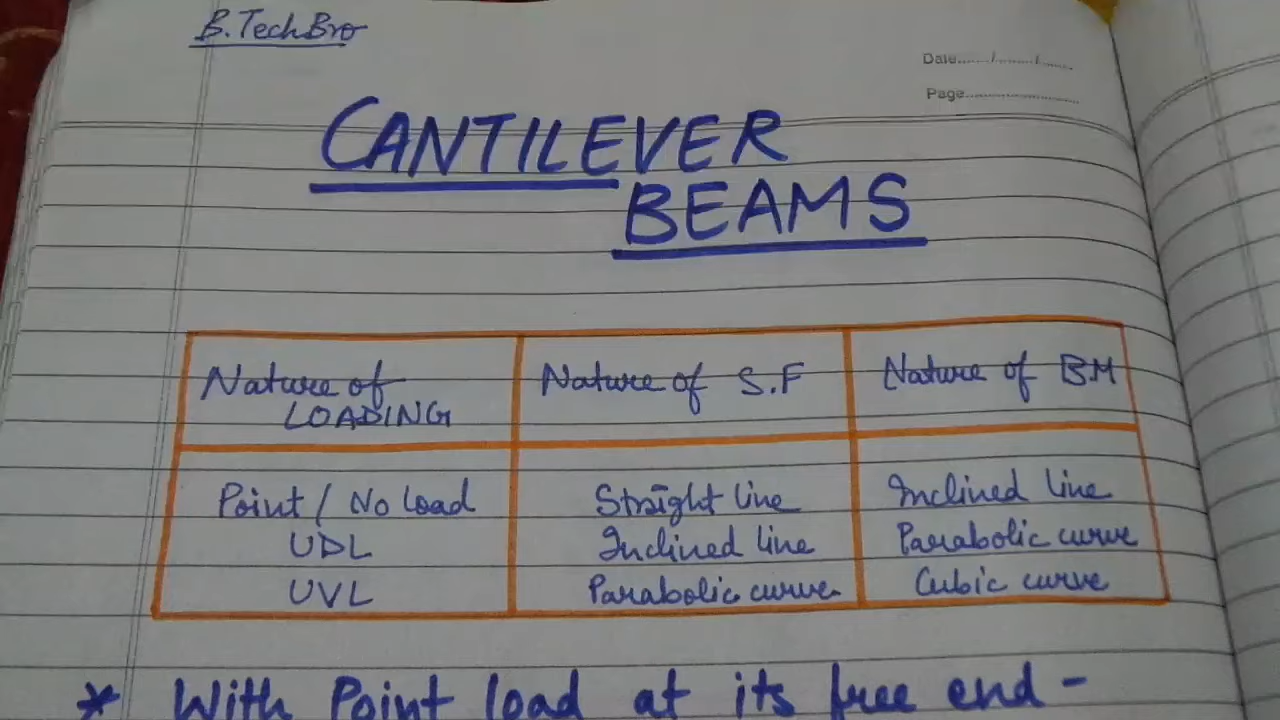 B.TechBro
Date....../......../.......
Page............................
CANTILEVER
BEAMS
Nature of LOADING
Nature of S.F
Nature of BM
Point / No load
Straight line
Inclined line
UDL
Inclined line
Parabolic curve
UVL
Parabolic curve
Cubic curve
* With Point load at its free end -